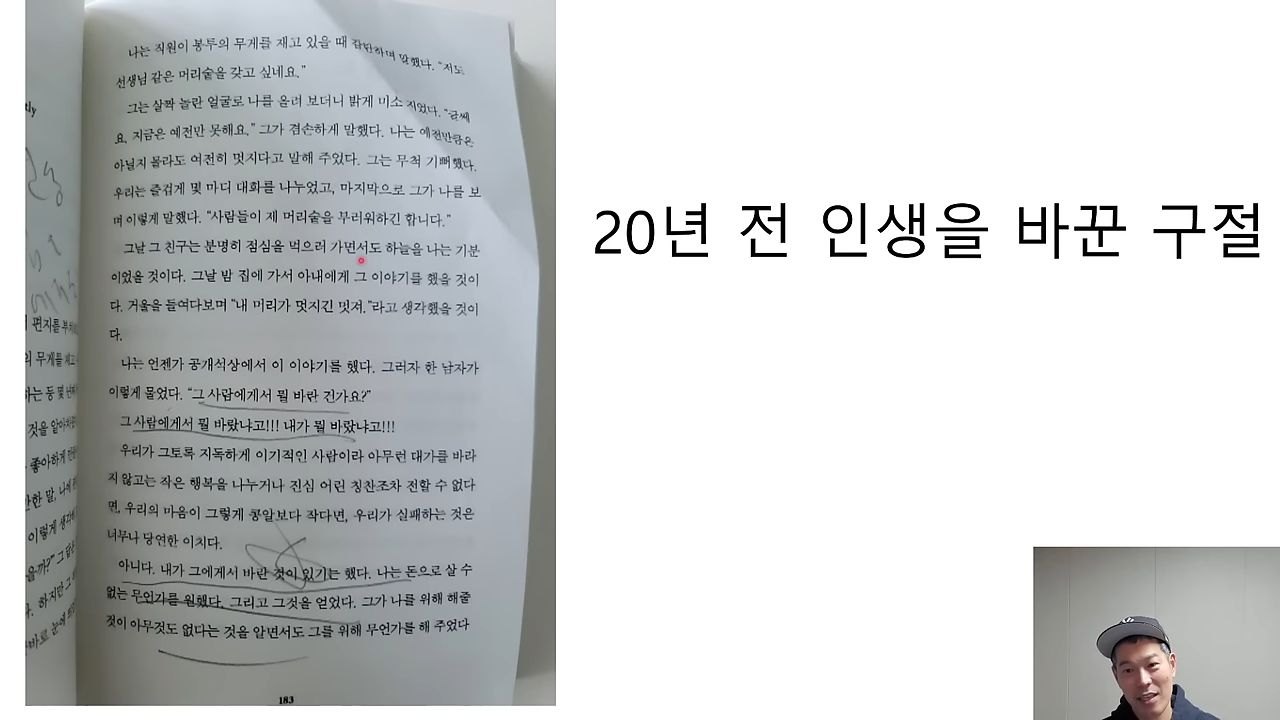 나는 직원이 봉투의 무게를 재고 있을 때 감탄하며 말했다. “저도
선생님 같은 머리숱을 갖고 싶네요.”
그는 살짝 놀란 얼굴로 나를 올려 보더니 밝게 미소 지었다. “글쎄
요, 지금은 예전만 못해요.” 그가 겸손하게 말했다. 나는 예전만큼은
아닐지 몰라도 여전히 멋지다고 말해 주었다. 그는 무척 기뻐했다.
우리는 즐겁게 몇 마디 대화를 나누었고, 마지막으로 그가 나를 보
며 이렇게 말했다. “사람들이 제 머리숱을 부러워하긴 합니다.”
그날 그 친구는 분명히 점심을 먹으러 가면서도 하늘을 나는 기분
이었을 것이다. 그날 밤 집에 가서 아내에게 그 이야기를 했을 것이
다. 거울을 들여다보며 “내 머리가 멋지긴 멋져.”라고 생각했을 것이
다.
나는 언젠가 공개석상에서 이 이야기를 했다. 그러자 한 남자가
이렇게 물었다. “그 사람에게서 뭘 바란 건가요?”
그 사람에게서 뭘 바랐냐고!!! 내가 뭘 바랐냐고!!!
우리가 그토록 지독하게 이기적인 사람이라 아무런 대가를 바라
지 않고는 작은 행복을 나누거나 진심 어린 칭찬조차 전할 수 없다
면, 우리의 마음이 그렇게 콩알보다 작다면, 우리가 실패하는 것은
너무나 당연한 이치다.
아니다. 내가 그에게서 바란 것이 있기는 했다. 나는 돈으로 살 수
없는 무언가를 원했다. 그리고 그것을 얻었다. 그가 나를 위해 해줄
것이 아무것도 없다는 것을 알면서도 그를 위해 무언가를 해 주었다
183
20년 전 인생을 바꾼 구절